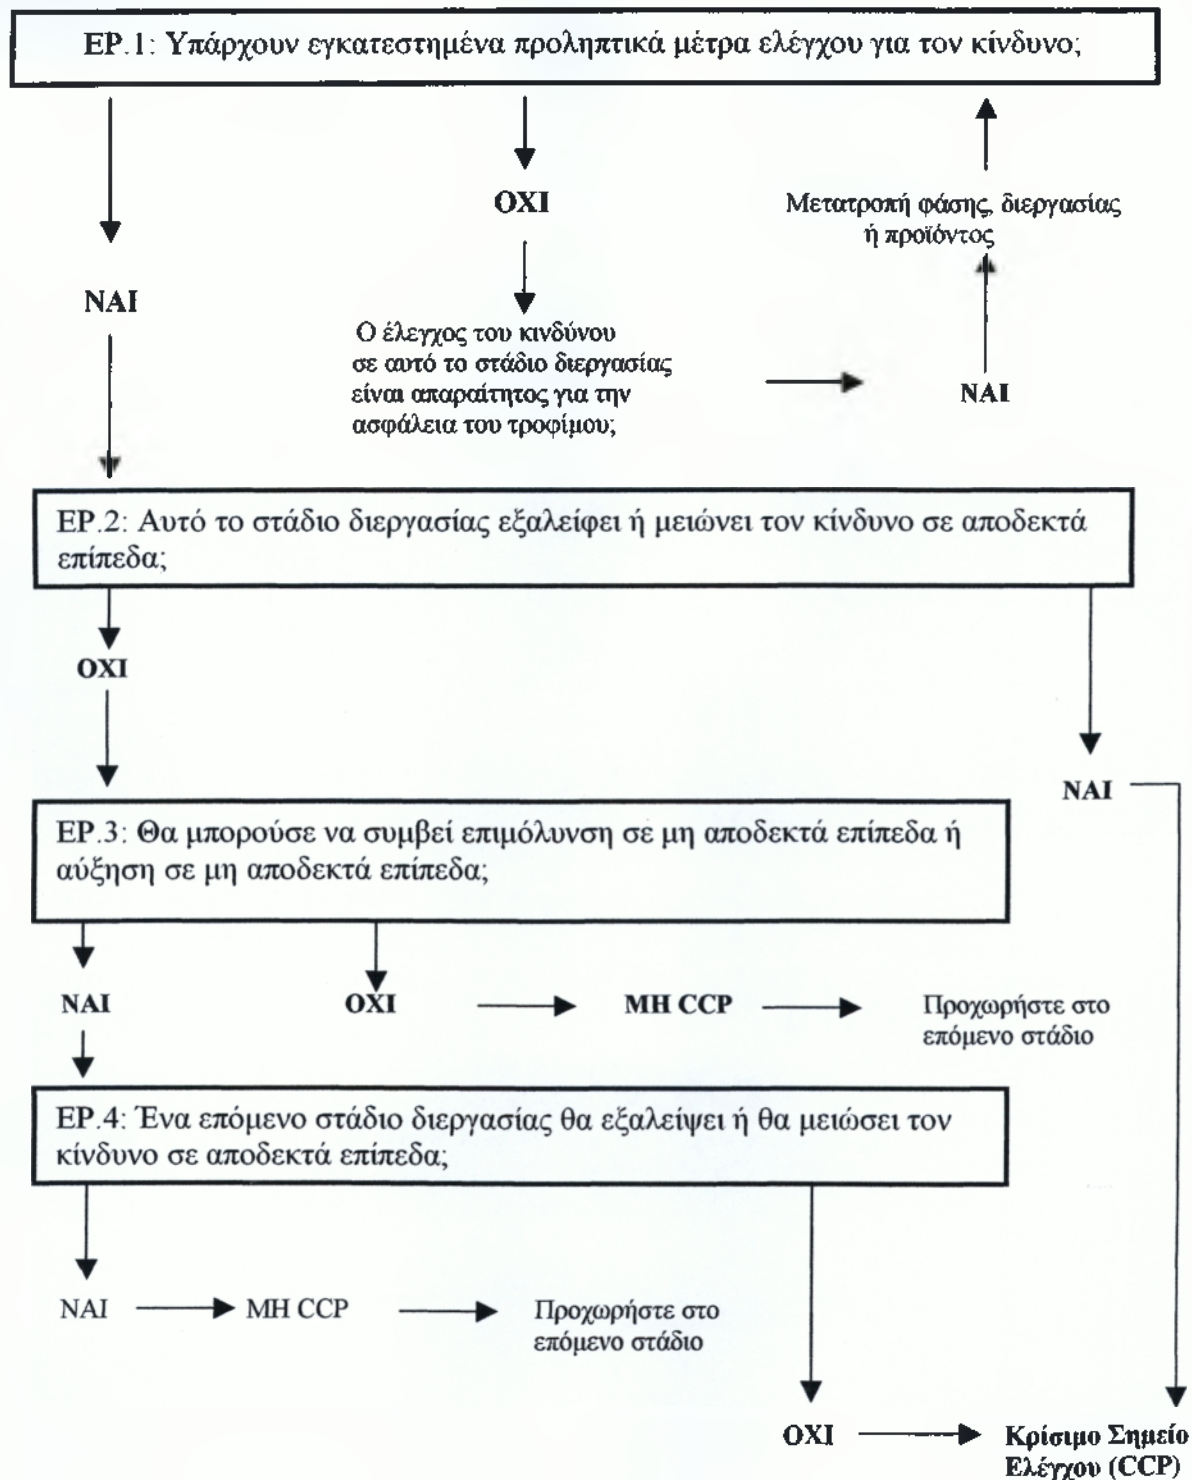 ΕΡ.1: Υπάρχουν εγκατεστημένα προληπτικά μέτρα ελέγχου για τον κίνδυνο;
ΟΧΙ
Μετατροπή φάσης, διεργασίας
ή προϊόντος
ΝΑΙ
Ο έλεγχος του κινδύνου
σε αυτό το στάδιο διεργασίας
είναι απαραίτητος για την
ασφάλεια του τροφίμου;
ΝΑΙ
ΕΡ.2: Αυτό το στάδιο διεργασίας εξαλείφει ή μειώνει τον κίνδυνο σε αποδεκτά
επίπεδα;
ΟΧΙ
ΝΑΙ
ΕΡ.3: Θα μπορούσε να συμβεί επιμόλυνση σε μη αποδεκτά επίπεδα ή
αύξηση σε μη αποδεκτά επίπεδα;
ΝΑΙ ΟΧΙ ΜΗ CCP Προχωρήστε στο
επόμενο στάδιο
ΕΡ.4: Ένα επόμενο στάδιο διεργασίας θα εξαλείψει ή θα μειώσει τον
κίνδυνο σε αποδεκτά επίπεδα;
ΝΑΙ ΜΗ CCP Προχωρήστε στο
επόμενο στάδιο
ΟΧΙ Κρίσιμο Σημείο
Ελέγχου (CCP)